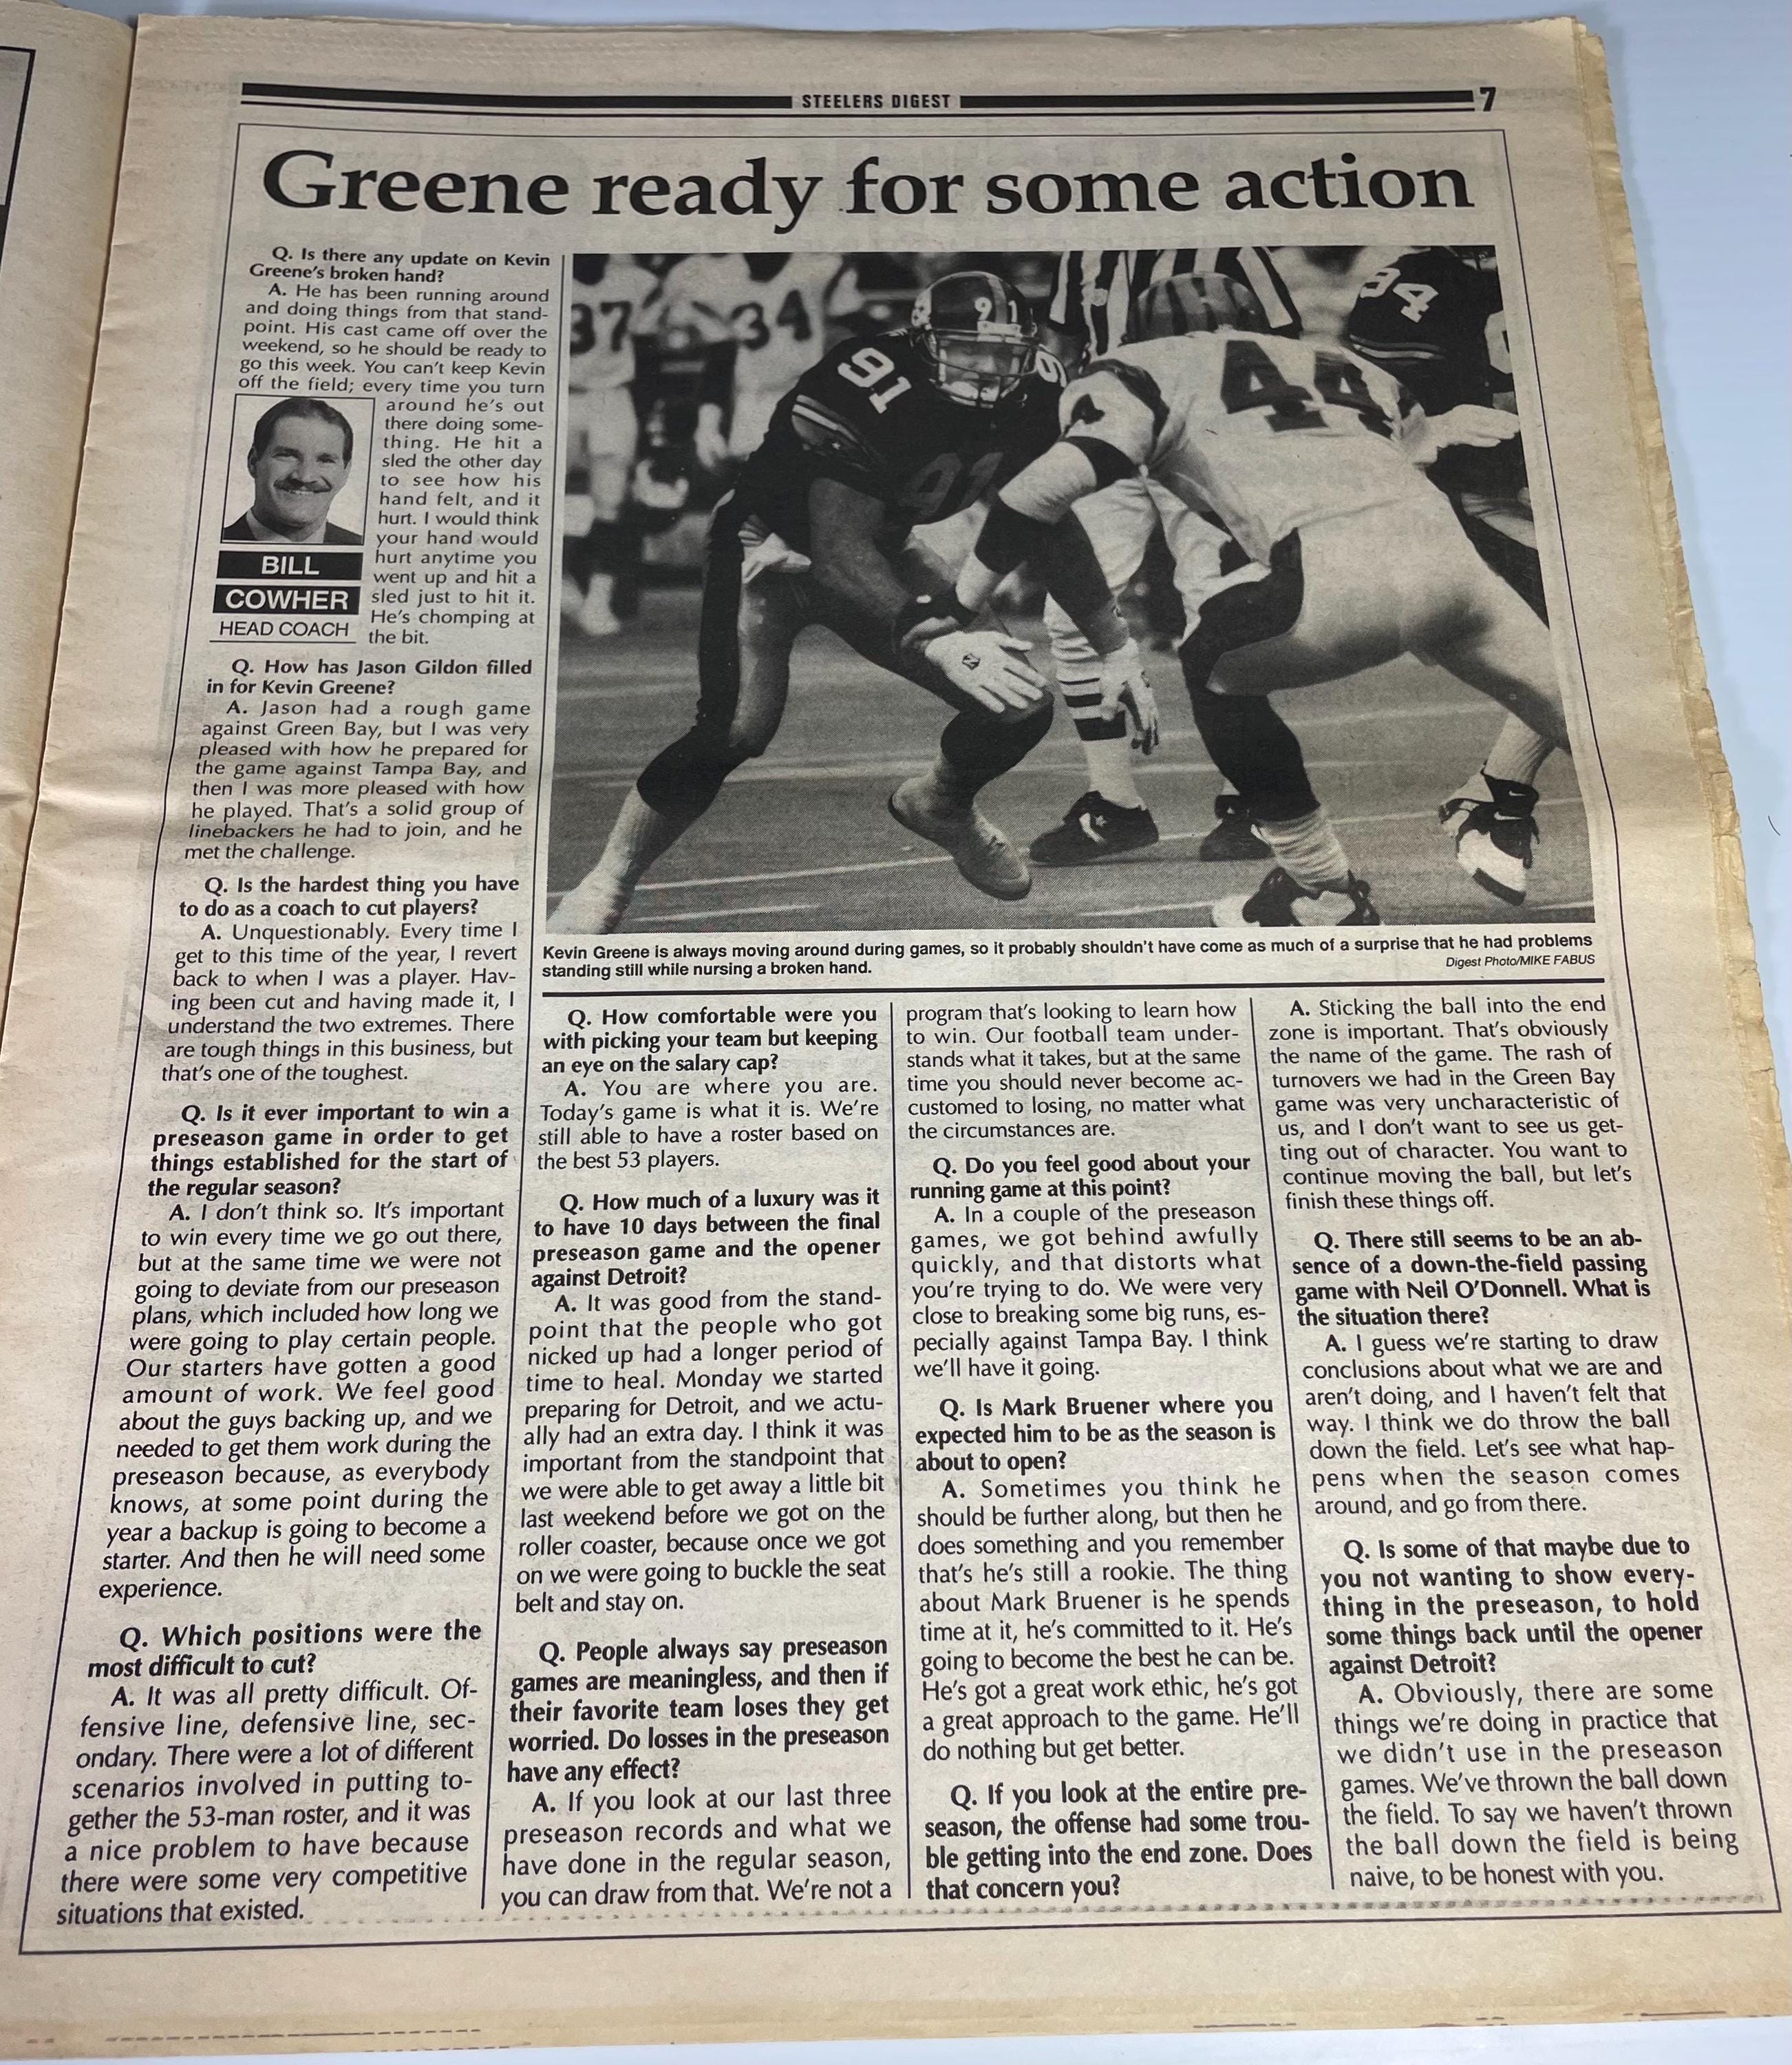 STEELERS DIGEST
7
Greene ready for some action
Q. Is there any update on Kevin
Greene's broken hand?
A. He has been running around
and doing things from that stand-
point. His cast came off over the
weekend, so he should be ready to
go this week. You can't keep Kevin
off the field; every time you turn
around he's out
there doing some-
thing. He hit a
sled the other day
to see how his
hand felt, and it
hurt. I would think
your hand would
hurt anytime you
went up and hit a
sled just to hit it.
He's chomping at
the bit.
BILL
COWHER
HEAD COACH
Q. How has Jason Gildon filled
in for Kevin Greene?
A. Jason had a rough game
against Green Bay, but I was very
pleased with how he prepared for
the game against Tampa Bay, and
then I was more pleased with how
he played. That's a solid group of
linebackers he had to join, and he
met the challenge.
Q. Is the hardest thing you have
to do as a coach to cut players?
A. Unquestionably. Every time I
get to this time of the year, I revert
back to when I was a player. Hav-
ing been cut and having made it, I
understand the two extremes. There
are tough things in this business, but
that's one of the toughest.
Q. Is it ever important to win a
preseason game in order to get
things established for the start of
the regular season?
A. I don't think so. It's important
to win every time we go out there,
but at the same time we were not
going to deviate from our preseason
plans, which included how long we
were going to play certain people.
Our starters have gotten a good
amount of work. We feel good
about the guys backing up, and we
needed to get them work during the
preseason because, as everybody
knows, at some point during the
year a backup is going to become a
starter. And then he will need some
experience.
Q. Which positions were the
most difficult to cut?
A. It was all pretty difficult. Of-
fensive line, defensive line, sec-
ondary. There were a lot of different
scenarios involved in putting to-
gether the 53-man roster, and it was
a nice problem to have because
there were some very competitive
situations that existed.
37
34
91
91
91
44
94
Kevin Greene is always moving around during games, so it probably shouldn't have come as much of a surprise that he had problems
standing still while nursing a broken hand.
Digest Photo/MIKE FABUS
Q. How comfortable were you
with picking your team but keeping
an eye on the salary cap?
A. You are where you are.
Today's game is what it is. We're
still able to have a roster based on
the best 53 players.
Q. How much of a luxury was it
to have 10 days between the final
preseason game and the opener
against Detroit?
A. It was good from the stand-
point that the people who got
nicked up had a longer period of
time to heal. Monday we started
preparing for Detroit, and we actu-
ally had an extra day. I think it was
important from the standpoint that
we were able to get away a little bit
last weekend before we got on the
roller coaster, because once we got
on we were going to buckle the seat
belt and stay on.
Q. People always say preseason
games are meaningless, and then if
their favorite team loses they get
worried. Do losses in the preseason
have any effect?
A. If you look at our last three
preseason records and what we
have done in the regular season,
you can draw from that. We're not a
program that's looking to learn how
to win. Our football team under-
stands what it takes, but at the same
time you should never become ac-
customed to losing, no matter what
the circumstances are.
Q. Do you feel good about your
running game at this point?
A. In a couple of the preseason
games, we got behind awfully
quickly, and that distorts what
you're trying to do. We were very
close to breaking some big runs, es-
pecially against Tampa Bay. I think
we'll have it going.
Q. Is Mark Bruener where you
expected him to be as the season is
about to open?
A. Sometimes you think he
should be further along, but then he
does something and you remember
that's he's still a rookie. The thing
about Mark Bruener is he spends
time at it, he's committed to it. He's
going to become the best he can be.
He's got a great work ethic, he's got
a great approach to the game. He'll
do nothing but get better.
Q. If you look at the entire pre-
season, the offense had some trou-
ble getting into the end zone. Does
that concern you?
A. Sticking the ball into the end
zone is important. That's obviously
the name of the game. The rash of
turnovers we had in the Green Bay
game was very uncharacteristic of
us, and I don't want to see us get-
ting out of character. You want to
continue moving the ball, but let's
finish these things off.
Q. There still seems to be an ab-
sence of a down-the-field passing
game with Neil O'Donnell. What is
the situation there?
A. I guess we're starting to draw
conclusions about what we are and
aren't doing, and I haven't felt that
way. I think we do throw the ball
down the field. Let's see what hap-
pens when the season comes
around, and go from there.
Q. Is some of that maybe due to
you not wanting to show every-
thing in the preseason, to hold
some things back until the opener
against Detroit?
A. Obviously, there are some
things we're doing in practice that
we didn't use in the preseason
games. We've thrown the ball down
the field. To say we haven't thrown
the ball down the field is being
naive, to be honest with you.